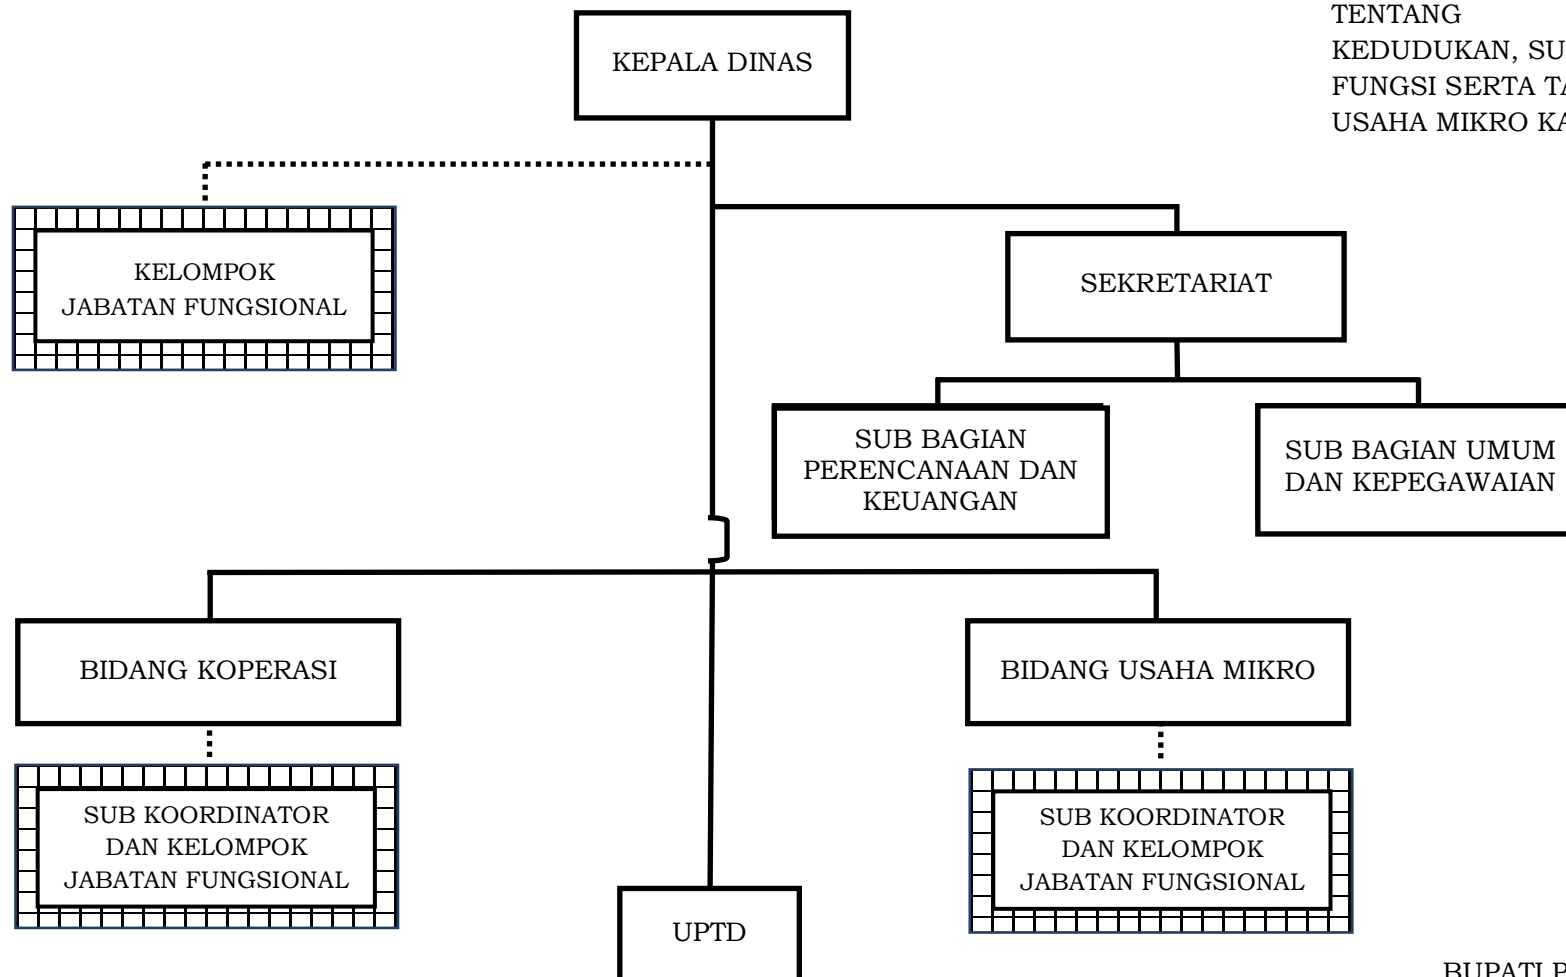 TENTANG
KEDUDUKAN, SU
FUNGSI SERTA TA
USAHA MIKRO KA
KEPALA DINAS
KELOMPOK
JABATAN FUNGSIONAL
SEKRETARIAT
SUB BAGIAN
PERENCANAAN DAN
KEUANGAN
SUB BAGIAN UMUM
DAN KEPEGAWAIAN
BIDANG KOPERASI
BIDANG USAHA MIKRO
SUB KOORDINATOR
DAN KELOMPOK
JABATAN FUNGSIONAL
SUB KOORDINATOR
DAN KELOMPOK
JABATAN FUNGSIONAL
UPTD
BUPATI P